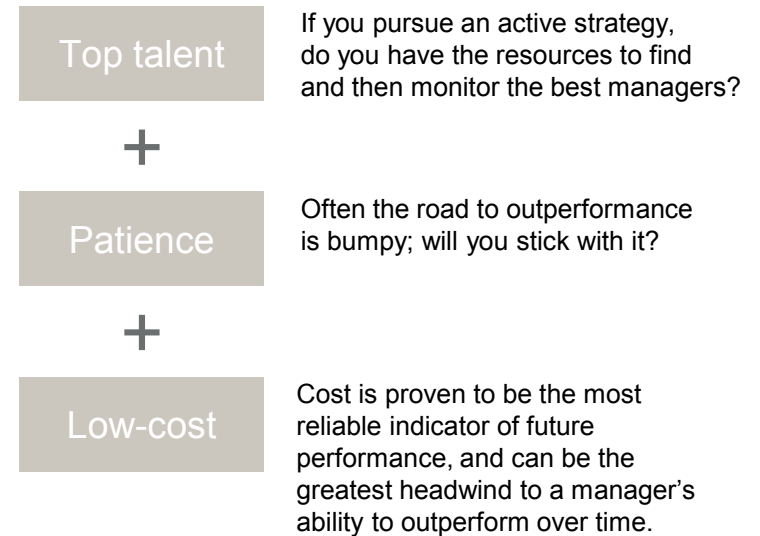 Top talent
If you pursue an active strategy,
do you have the resources to find
and then monitor the best managers?
+
Patience
Often the road to outperformance
is bumpy; will you stick with it?
+
Low-cost
Cost is proven to be the most
reliable indicator of future
performance, and can be the
greatest headwind to a manager’s
ability to outperform over time.